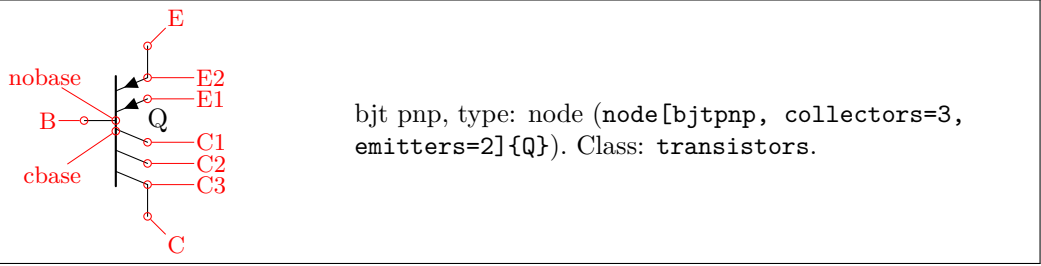 E
nobase
E2
E1
B
Q
C1
C2
cbase
C3
C
bjt pnp, type: node (node[bjtpnp, collectors=3,
emitters=2]{Q}). Class: transistors.